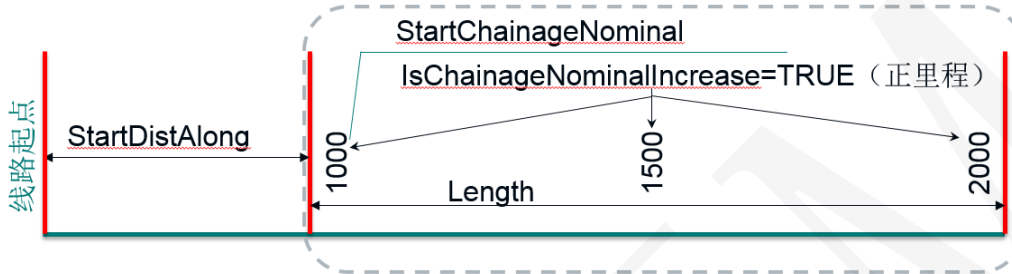 StartChainageNominal
IsChainageNominalIncrease=TRUE（正里程）
线路起点
StartDistAlong
1000
1500
2000
Length